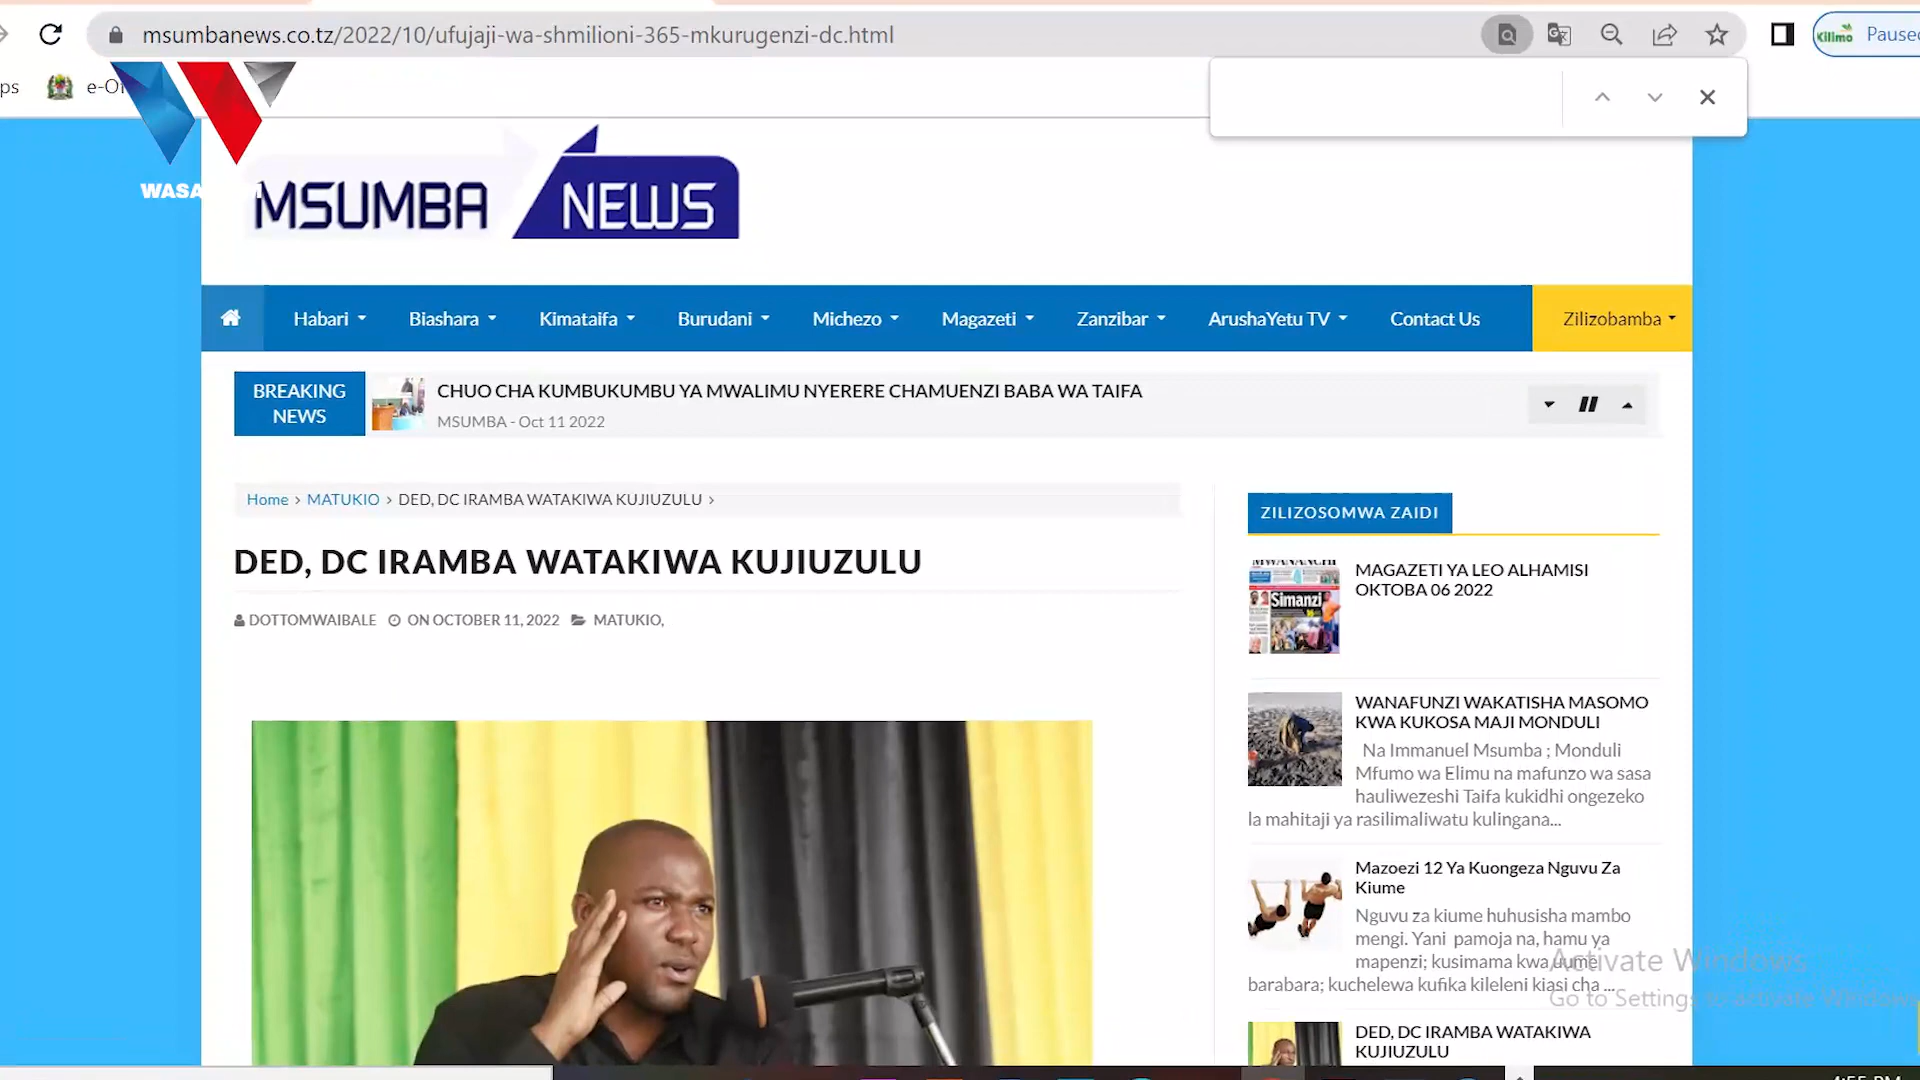 msumbanews.co.tz/2022/10/ufujaji-wa-shmilioni-365-mkurugenzi-dc.html
Kilimo
Paused
ps
MSUMBA NEWS
Habari
Biashara
Kimataifa
Burudani
Michezo
Magazeti
Zanzibar
ArushaYetu TV
Contact Us
Zilizobamba
BREAKING
NEWS
CHUO CHA KUMBUKUMBU YA MWALIMU NYERERE CHAMUENZI BABA WA TAIFA
MSUMBA - Oct 11 2022
Home > MATUKIO > DED, DC IRAMBA WATAKIWA KUJIUZULU >
DED, DC IRAMBA WATAKIWA KUJIUZULU
DOTTOMWAIBALE ON OCTOBER 11, 2022 MATUKIO,
ZILIZOSOMWA ZAIDI
MWANANCHI
Simanzi
MAGAZETI YA LEO ALHAMISI
OKTOBA 06 2022
WANAFUNZI WAKATISHA MASOMO
KWA KUKOSA MAJI MONDULI
Na Immanuel Msumba ; Monduli
Mfumo wa Elimu na mafunzo wa sasa
hauliwezeshi Taifa kukidhi ongezeko
la mahitaji ya rasilimaliwatu kulingana...
Mazoezi 12 Ya Kuongeza Nguvu Za
Kiume
Nguvu za kiume huhusisha mambo
mengi. Yani pamoja na, hamu ya
mapenzi; kusimama kwa uume
barabara; kuchelewa kufika kileleni kiasi cha ...
Activate Windows
Go to Settings to activate Windows
DED, DC IRAMBA WATAKIWA
KUJIUZULU